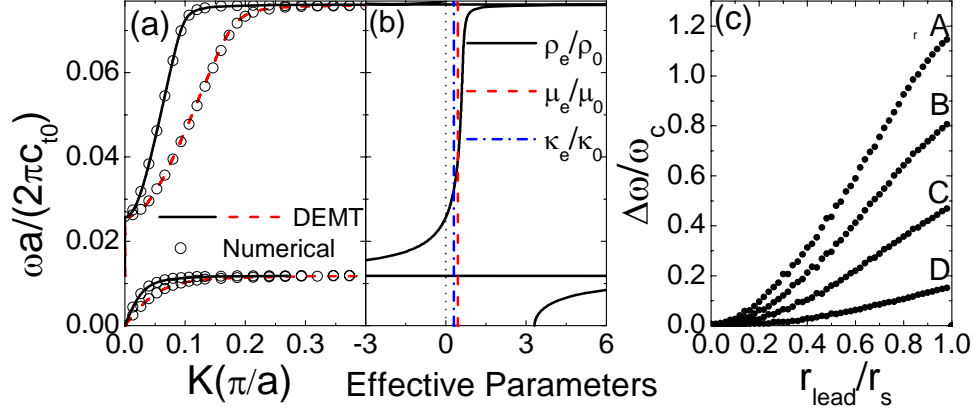 (a)
ωa/(2πc_t0)
0.06
0.04
0.02
0.00
DEMT
Numerical
0.0 0.1 0.2 0.3
K(π/a)
(b)
ρ_e/ρ_0
μ_e/μ_0
κ_e/κ_0
-3 0 3 6
Effective Parameters
(c)
Δω/ω_c
1.2
1.0
0.8
0.6
0.4
0.2
0.0
r
A
B
C
D
0.0 0.2 0.4 0.6 0.8 1.0
r_lead/r_s